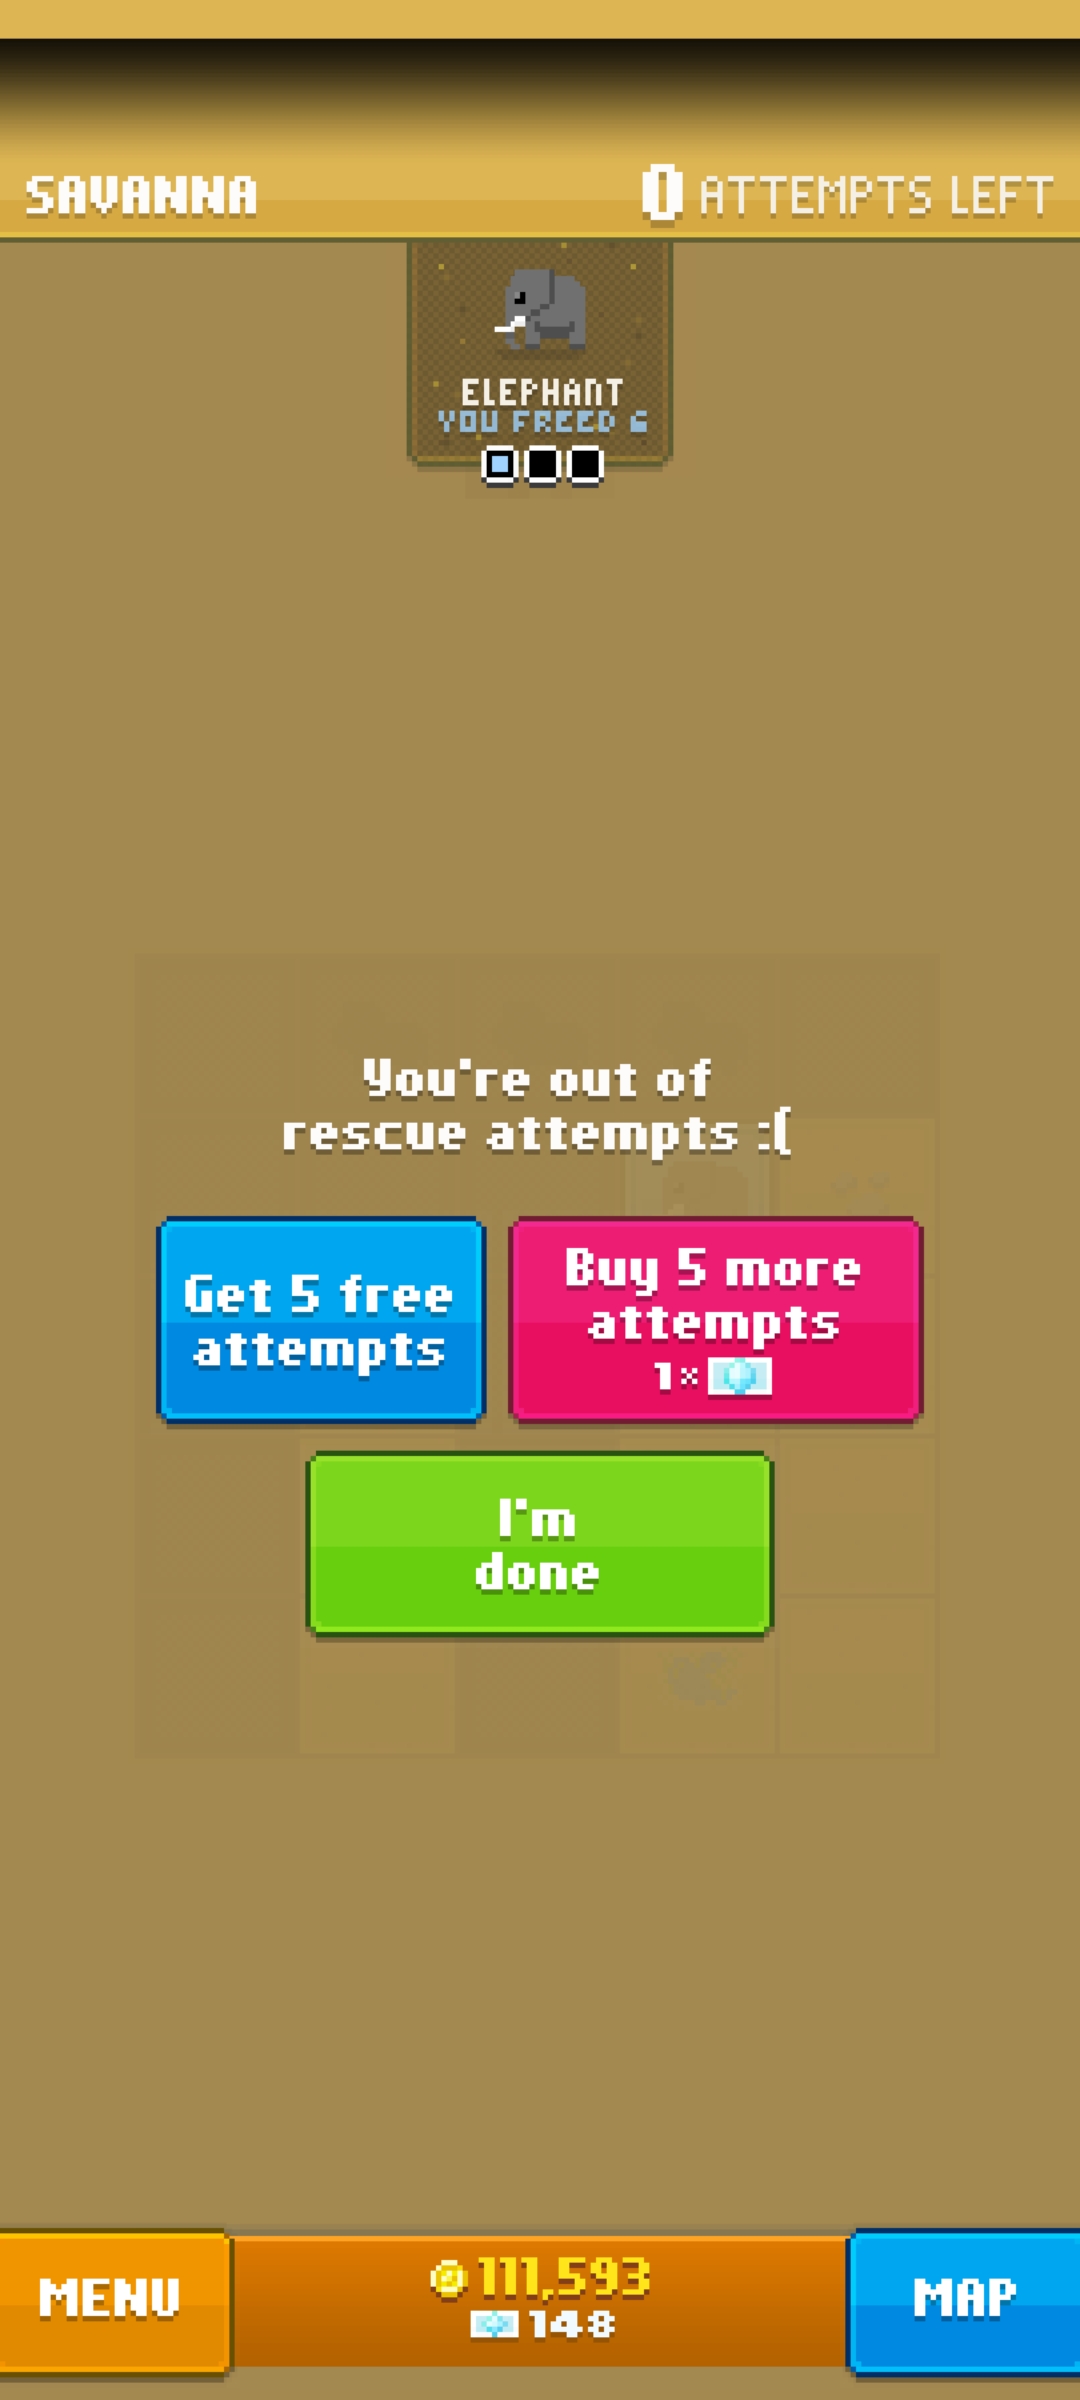 SAVANNA
0 ATTEMPTS LEFT
ELEPHANT
YOU FREED 6
You're out of
rescue attempts :(
Get 5 free
attempts
Buy 5 more
attempts
1×
I'm
done
MENU
111,593
148
MAP